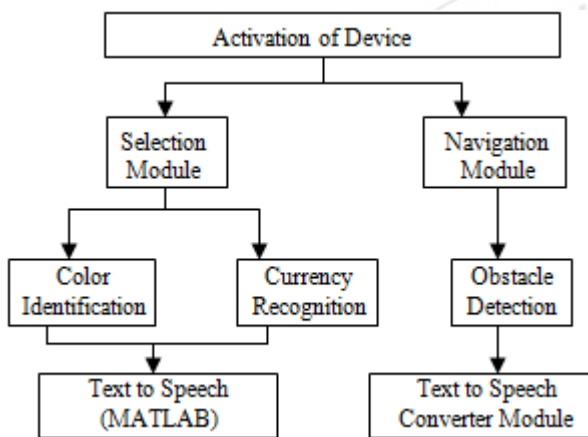 Activation of Device
Selection
Module
Navigation
Module
Color
Identification
Currency
Recognition
Obstacle
Detection
Text to Speech
(MATLAB)
Text to Speech
Converter Module